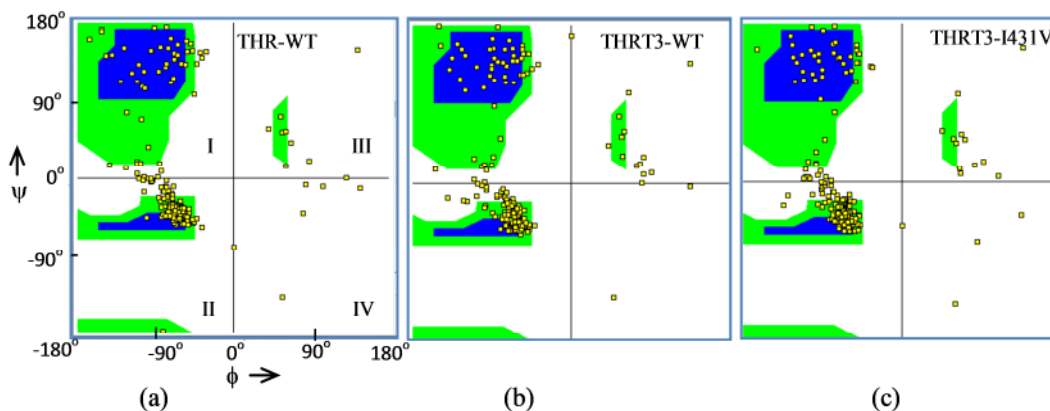 180°
THR-WT
THRT3-WT
THRT3-I431V
90°
I
III
ψ
0°
-90°
II
IV
-180°
-90°
0°
90°
180°
ϕ
(a)
(b)
(c)